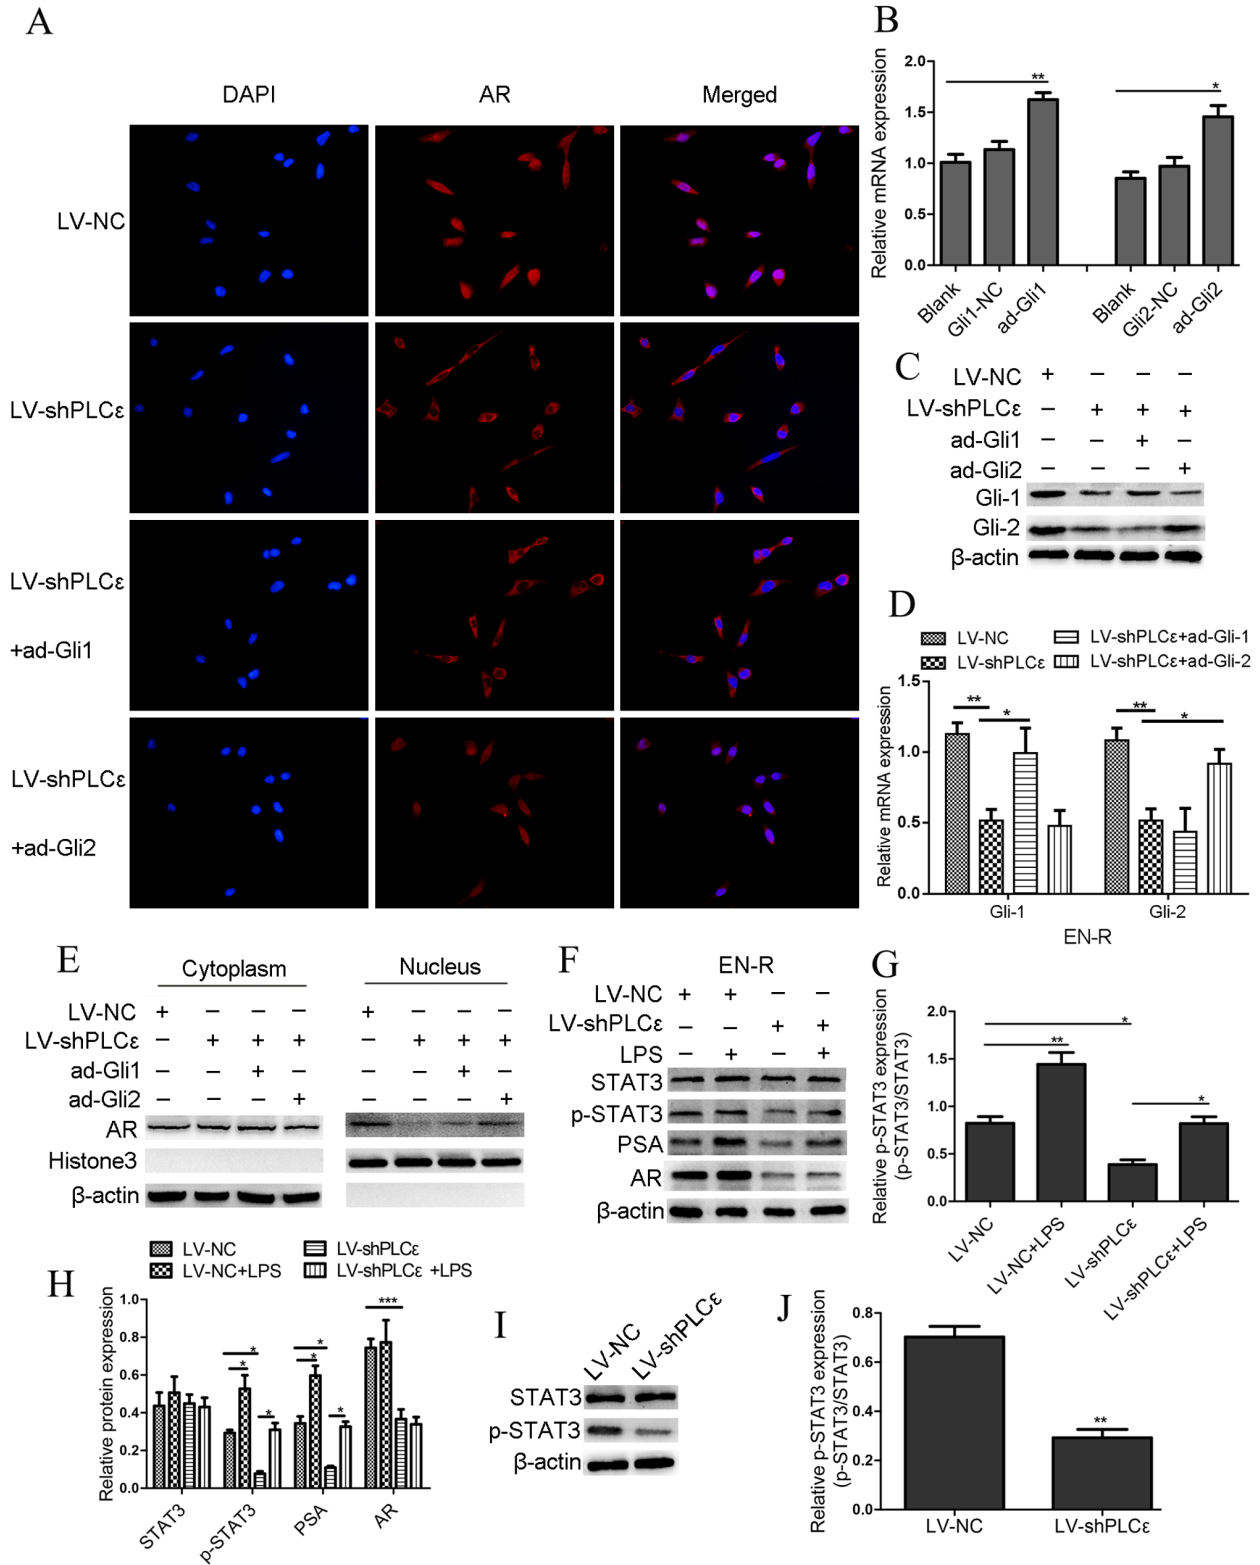 A
DAPI AR Merged
LV-NC
LV-shPLCε
LV-shPLCε
+ad-Gli1
LV-shPLCε
+ad-Gli2
B
Relative mRNA expression
2.0
1.5
1.0
0.5
0.0
** *
Blank Gli1-NC ad-Gli1 Blank Gli2-NC ad-Gli2
C
LV-NC + − − −
LV-shPLCε − + + +
ad-Gli1 − − + −
ad-Gli2 − − − +
Gli-1
Gli-2
β-actin
D
LV-NC LV-shPLCε+ad-Gli-1
LV-shPLCε LV-shPLCε+ad-Gli-2
Relative mRNA expression
1.5
1.0
0.5
0.0
** * ** *
Gli-1 Gli-2
EN-R
E
Cytoplasm Nucleus
LV-NC + − − − + − − −
LV-shPLCε − + + + − + + +
ad-Gli1 − − + − − − + −
ad-Gli2 − − − + − − − +
AR
Histone3
β-actin
F
EN-R
LV-NC + + − −
LV-shPLCε − − + +
LPS − + − +
STAT3
p-STAT3
PSA
AR
β-actin
G
Relative p-STAT3 expression
(p-STAT3/STAT3)
2.0
1.5
1.0
0.5
0.0
* ** *
LV-NC LV-NC+LPS LV-shPLCε LV-shPLCε+LPS
H
LV-NC LV-shPLCε
LV-NC+LPS LV-shPLCε +LPS
Relative protein expression
1.0
0.8
0.6
0.4
0.2
0.0
* * * * * * ***
STAT3 p-STAT3 PSA AR
I
LV-NC LV-shPLCε
STAT3
p-STAT3
β-actin
J
Relative p-STAT3 expression
(p-STAT3/STAT3)
0.8
0.6
0.4
0.2
0.0
**
LV-NC LV-shPLCε